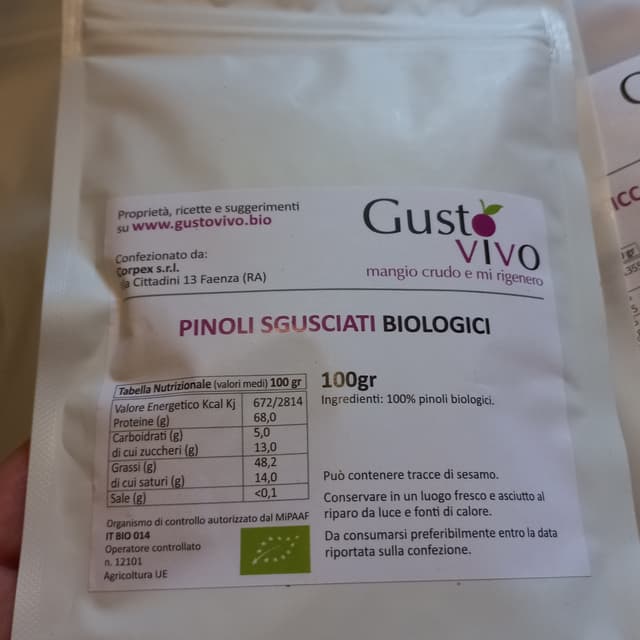 Proprietà, ricette e suggerimenti
su www.gustovivo.bio
Confezionato da:
Corpex s.r.l.
Cittadini 13 Faenza (RA)
Gusto
vivo
mangio crudo e mi rigenero
PINOLI SGUSCIATI BIOLOGICI
Tabella Nutrizionale (valori medi) 100 gr
Valore Energetico Kcal Kj 672/2814
Proteine (g) 68,0
Carboidrati (g) 5,0
di cui zuccheri (g) 13,0
Grassi (g) 48,2
di cui saturi (g) 14,0
Sale (g) <0,1
100gr
Ingredienti: 100% pinoli biologici.
Può contenere tracce di sesamo.
Conservare in un luogo fresco e asciutto al
riparo da luce e fonti di calore.
Da consumarsi preferibilmente entro la data
riportata sulla confezione.
Organismo di controllo autorizzato dal MiPAAF
IT BIO 014
Operatore controllato
n. 12101
Agricoltura UE